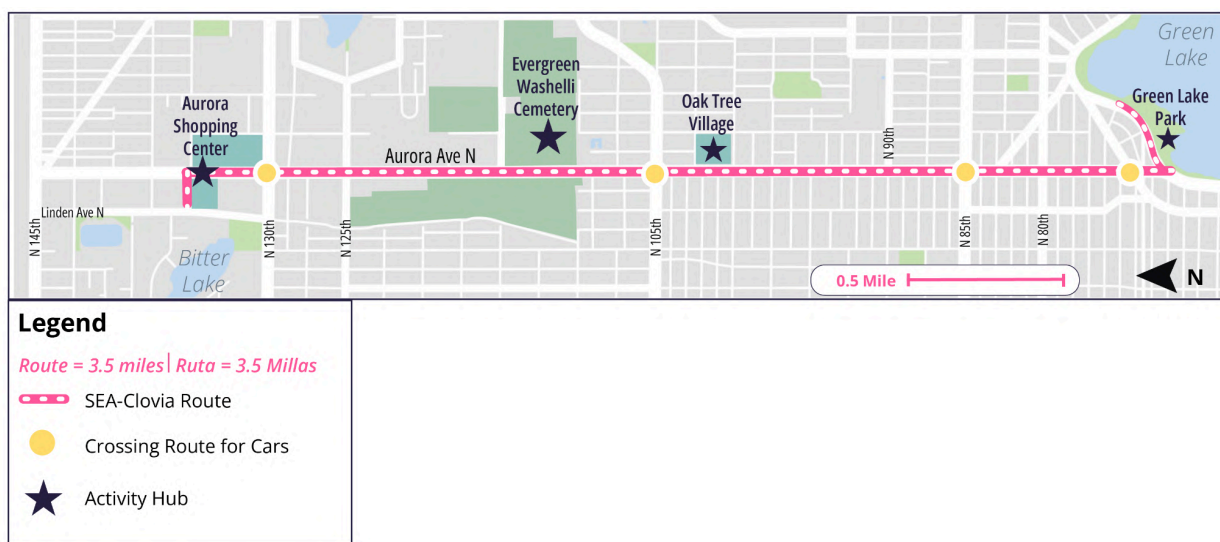 Green
Lake
Evergreen
Washelli
Cemetery
Aurora
Shopping
Center
Oak Tree
Village
Green Lake
Park
N 90th
Aurora Ave N
Linden Ave N
N 145th
N 130th
N 125th
N 105th
N 85th
N 80th
Bitter
Lake
0.5 Mile
N
Legend
Route = 3.5 miles| Ruta = 3.5 Millas
SEA-Clovia Route
Crossing Route for Cars
Activity Hub